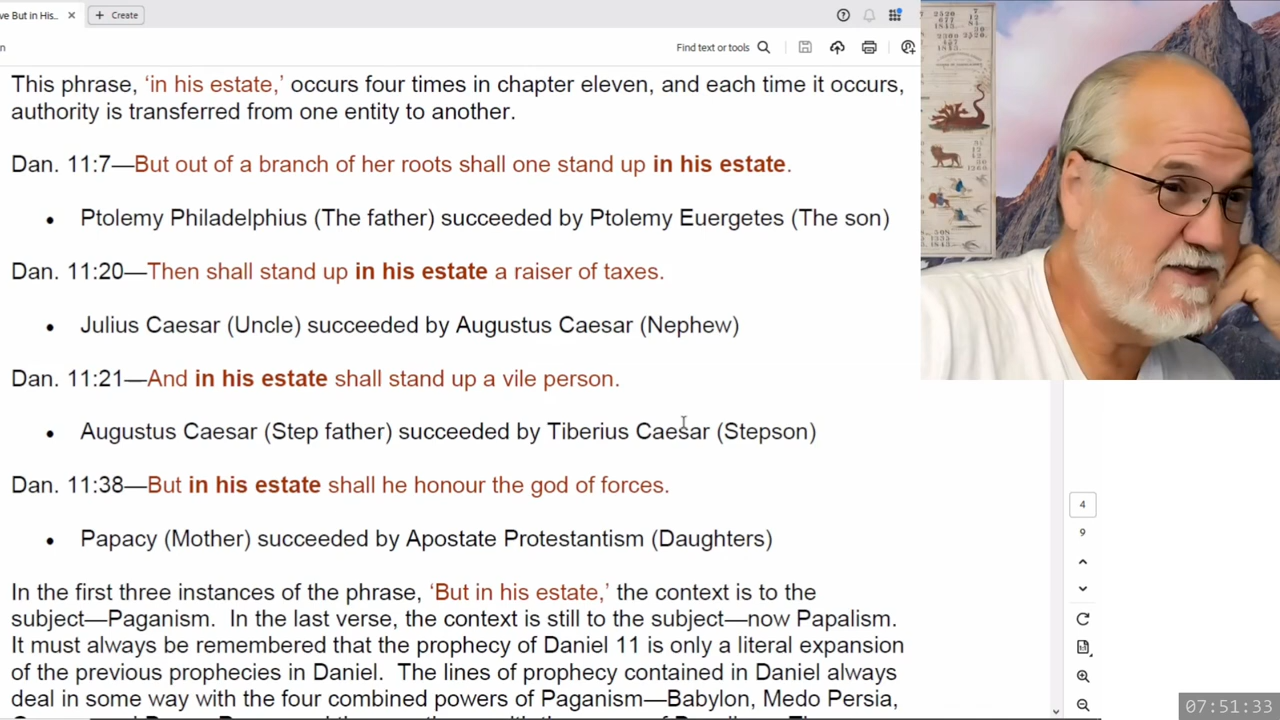 ve But in His..
Create
n
Find text or tools
This phrase, 'in his estate,' occurs four times in chapter eleven, and each time it occurs,
authority is transferred from one entity to another.
Dan. 11:7—But out of a branch of her roots shall one stand up in his estate.
• Ptolemy Philadelphius (The father) succeeded by Ptolemy Euergetes (The son)
Dan. 11:20—Then shall stand up in his estate a raiser of taxes.
• Julius Caesar (Uncle) succeeded by Augustus Caesar (Nephew)
Dan. 11:21—And in his estate shall stand up a vile person.
• Augustus Caesar (Step father) succeeded by Tiberius Caesar (Stepson)
Dan. 11:38—But in his estate shall he honour the god of forces.
• Papacy (Mother) succeeded by Apostate Protestantism (Daughters)
In the first three instances of the phrase, 'But in his estate,' the context is to the
subject—Paganism. In the last verse, the context is still to the subject—now Papalism.
It must always be remembered that the prophecy of Daniel 11 is only a literal expansion
of the previous prophecies in Daniel. The lines of prophecy contained in Daniel always
deal in some way with the four combined powers of Paganism—Babylon, Medo Persia,
4
9
07:51:33